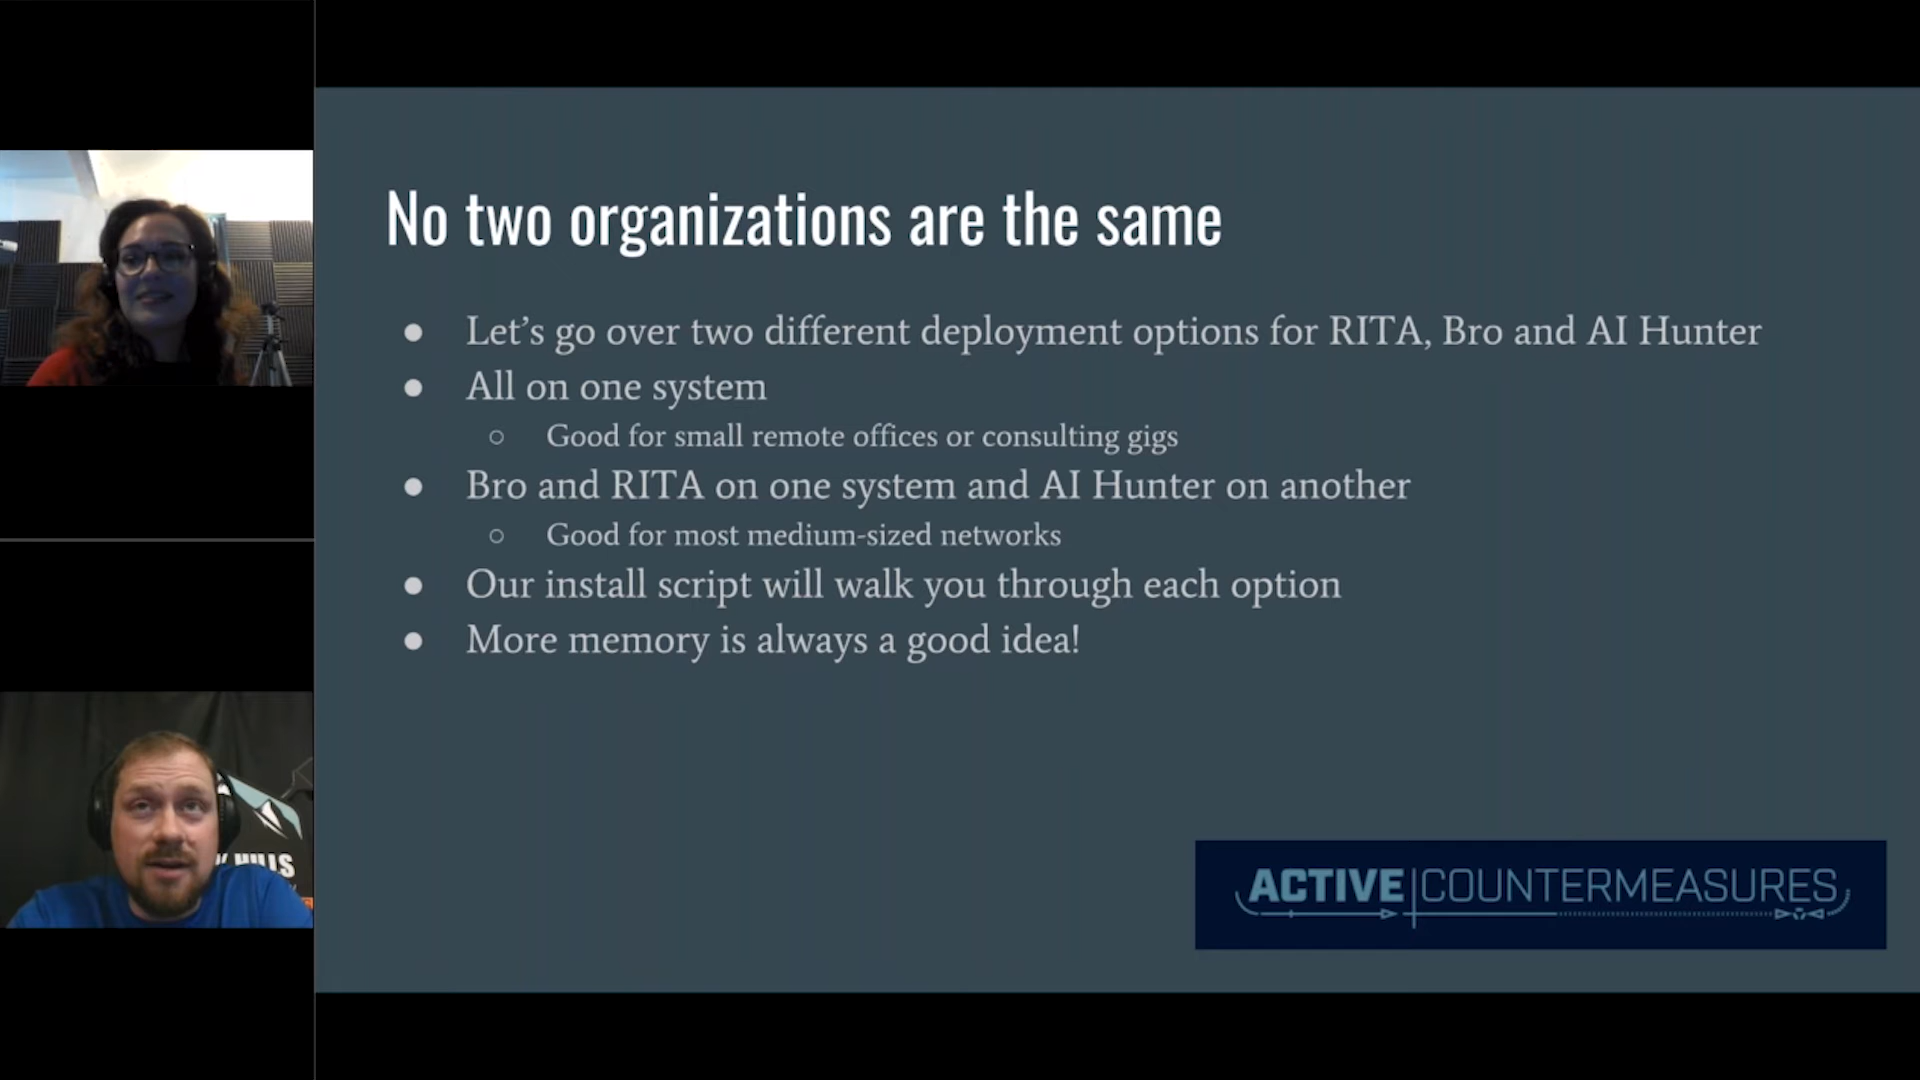 No two organizations are the same
● Let's go over two different deployment options for RITA, Bro and AI Hunter
● All on one system
○ Good for small remote offices or consulting gigs
● Bro and RITA on one system and AI Hunter on another
○ Good for most medium-sized networks
● Our install script will walk you through each option
● More memory is always a good idea!
HILLS
ACTIVE|COUNTERMEASURES